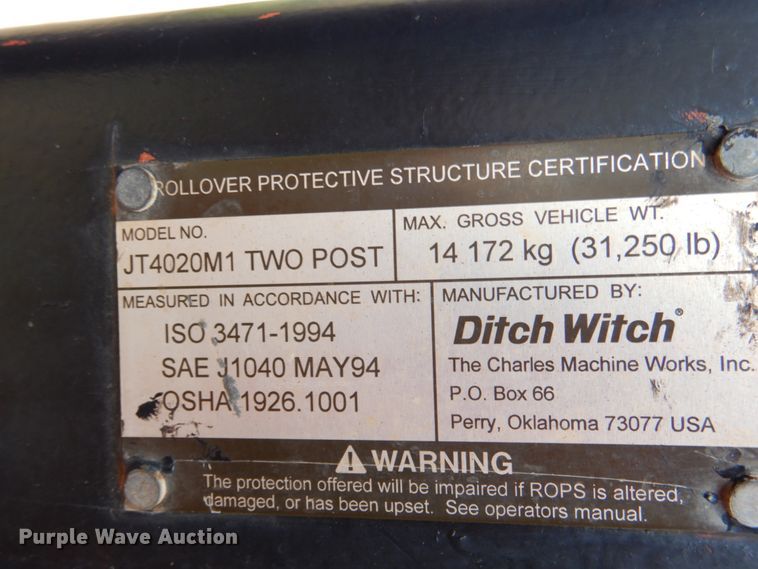 ROLLOVER PROTECTIVE STRUCTURE CERTIFICATION
MODEL NO.
JT4020M1 TWO POST
MAX. GROSS VEHICLE WT.
14 172 kg (31,250 lb)
MEASURED IN ACCORDANCE WITH:
ISO 3471-1994
SAE J1040 MAY94
OSHA 1926.1001
MANUFACTURED BY:
Ditch Witch®
The Charles Machine Works, Inc.
P.O. Box 66
Perry, Oklahoma 73077 USA
WARNING
The protection offered will be impaired if ROPS is altered,
damaged, or has been upset. See operators manual.
Purple Wave Auction